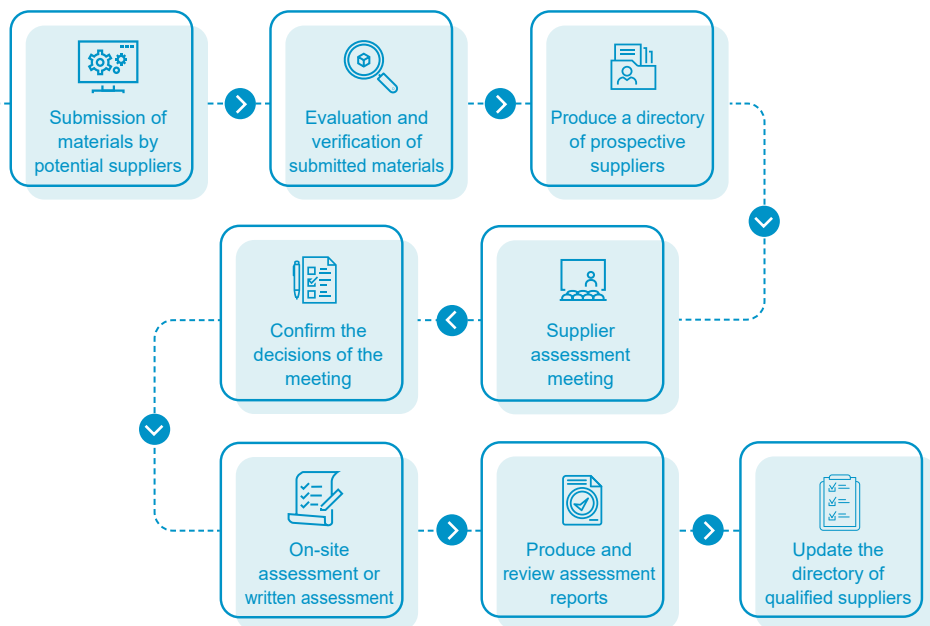 Submission of
materials by
potential suppliers
Evaluation and
verification of
submitted materials
Produce a directory
of prospective
suppliers
Supplier
assessment
meeting
Confirm the
decisions of the
meeting
On-site
assessment or
written assessment
Produce and
review assessment
reports
Update the
directory of
qualified suppliers